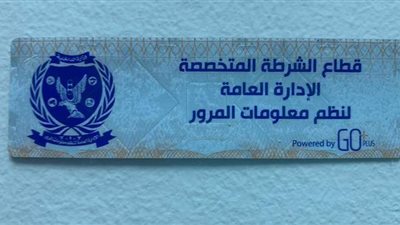 قطاع الشرطة المتخصصة
الإدارة العامة
لنظم معلومات المرور
Powered by GO PLUS